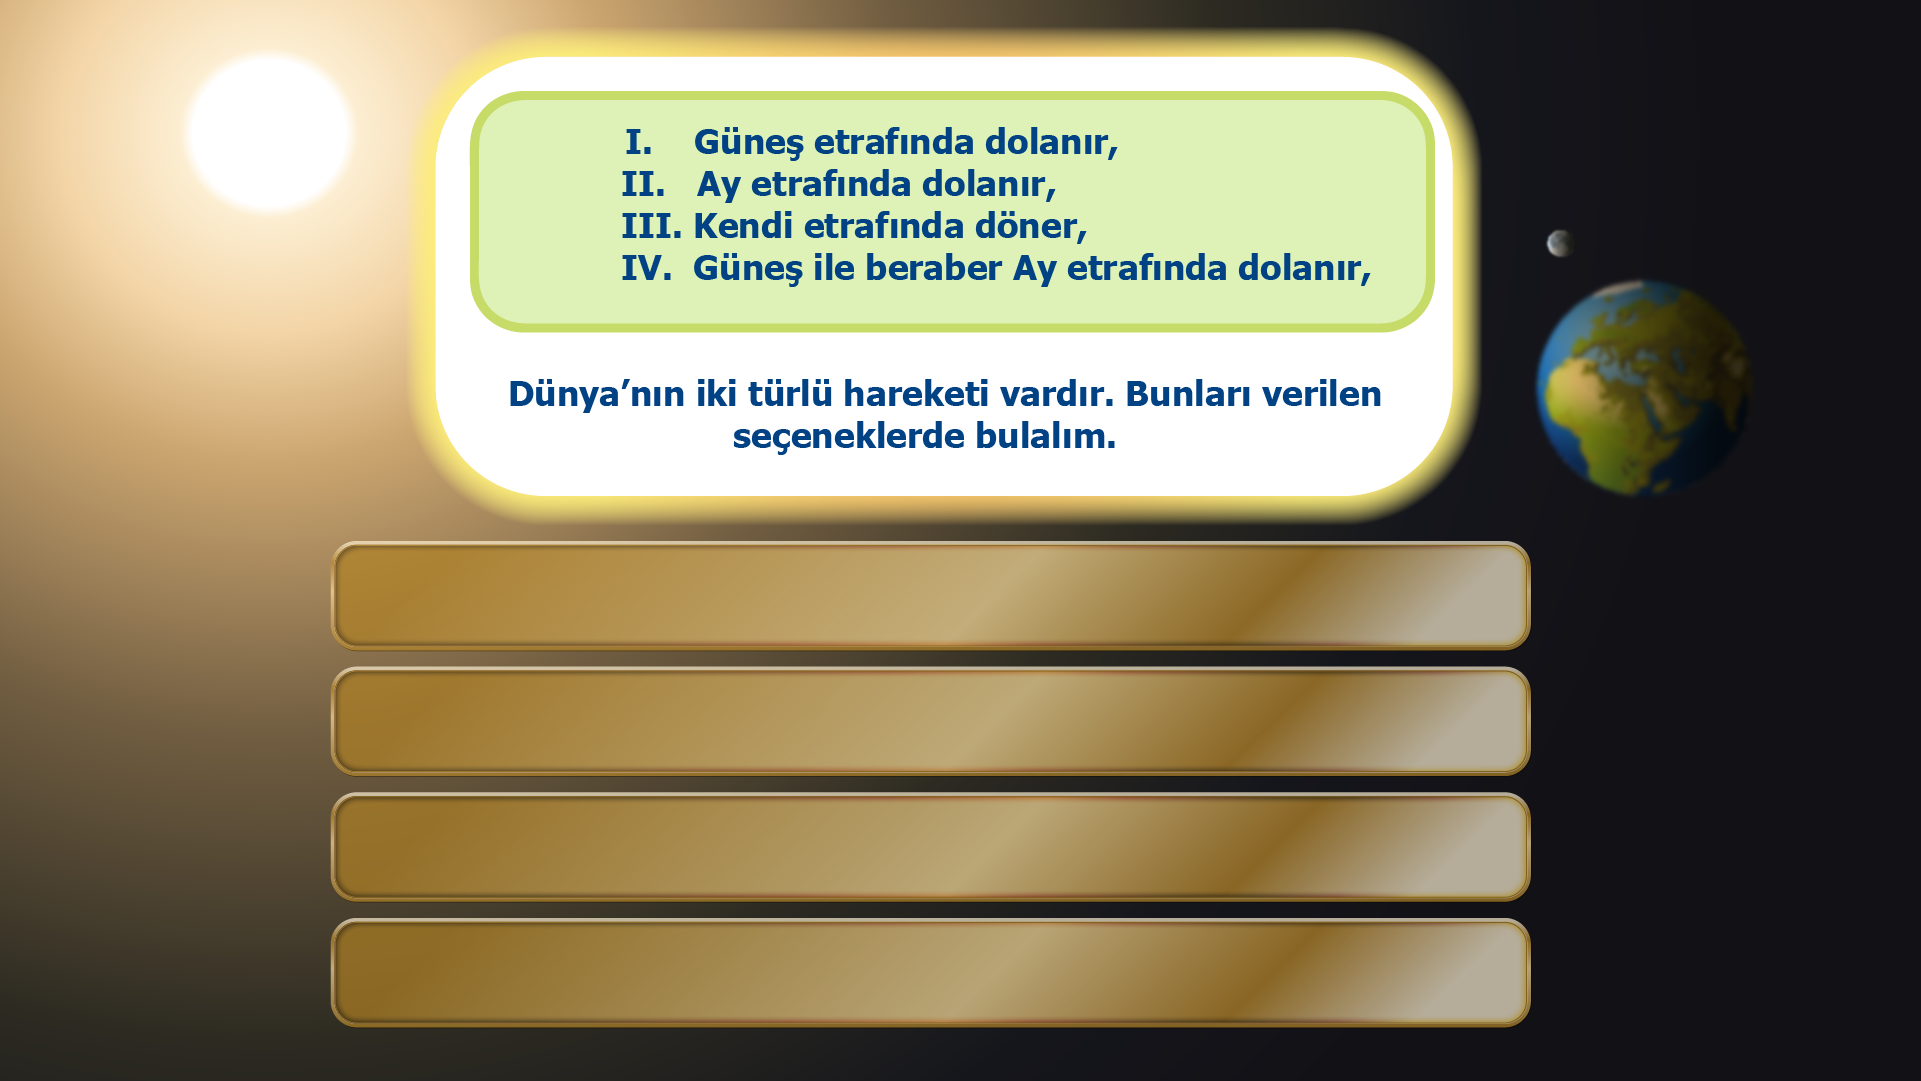 I. Güneş etrafında dolanır,
II. Ay etrafında dolanır,
III. Kendi etrafında döner,
IV. Güneş ile beraber Ay etrafında dolanır,
Dünya’nın iki türlü hareketi vardır. Bunları verilen
seçeneklerde bulalım.